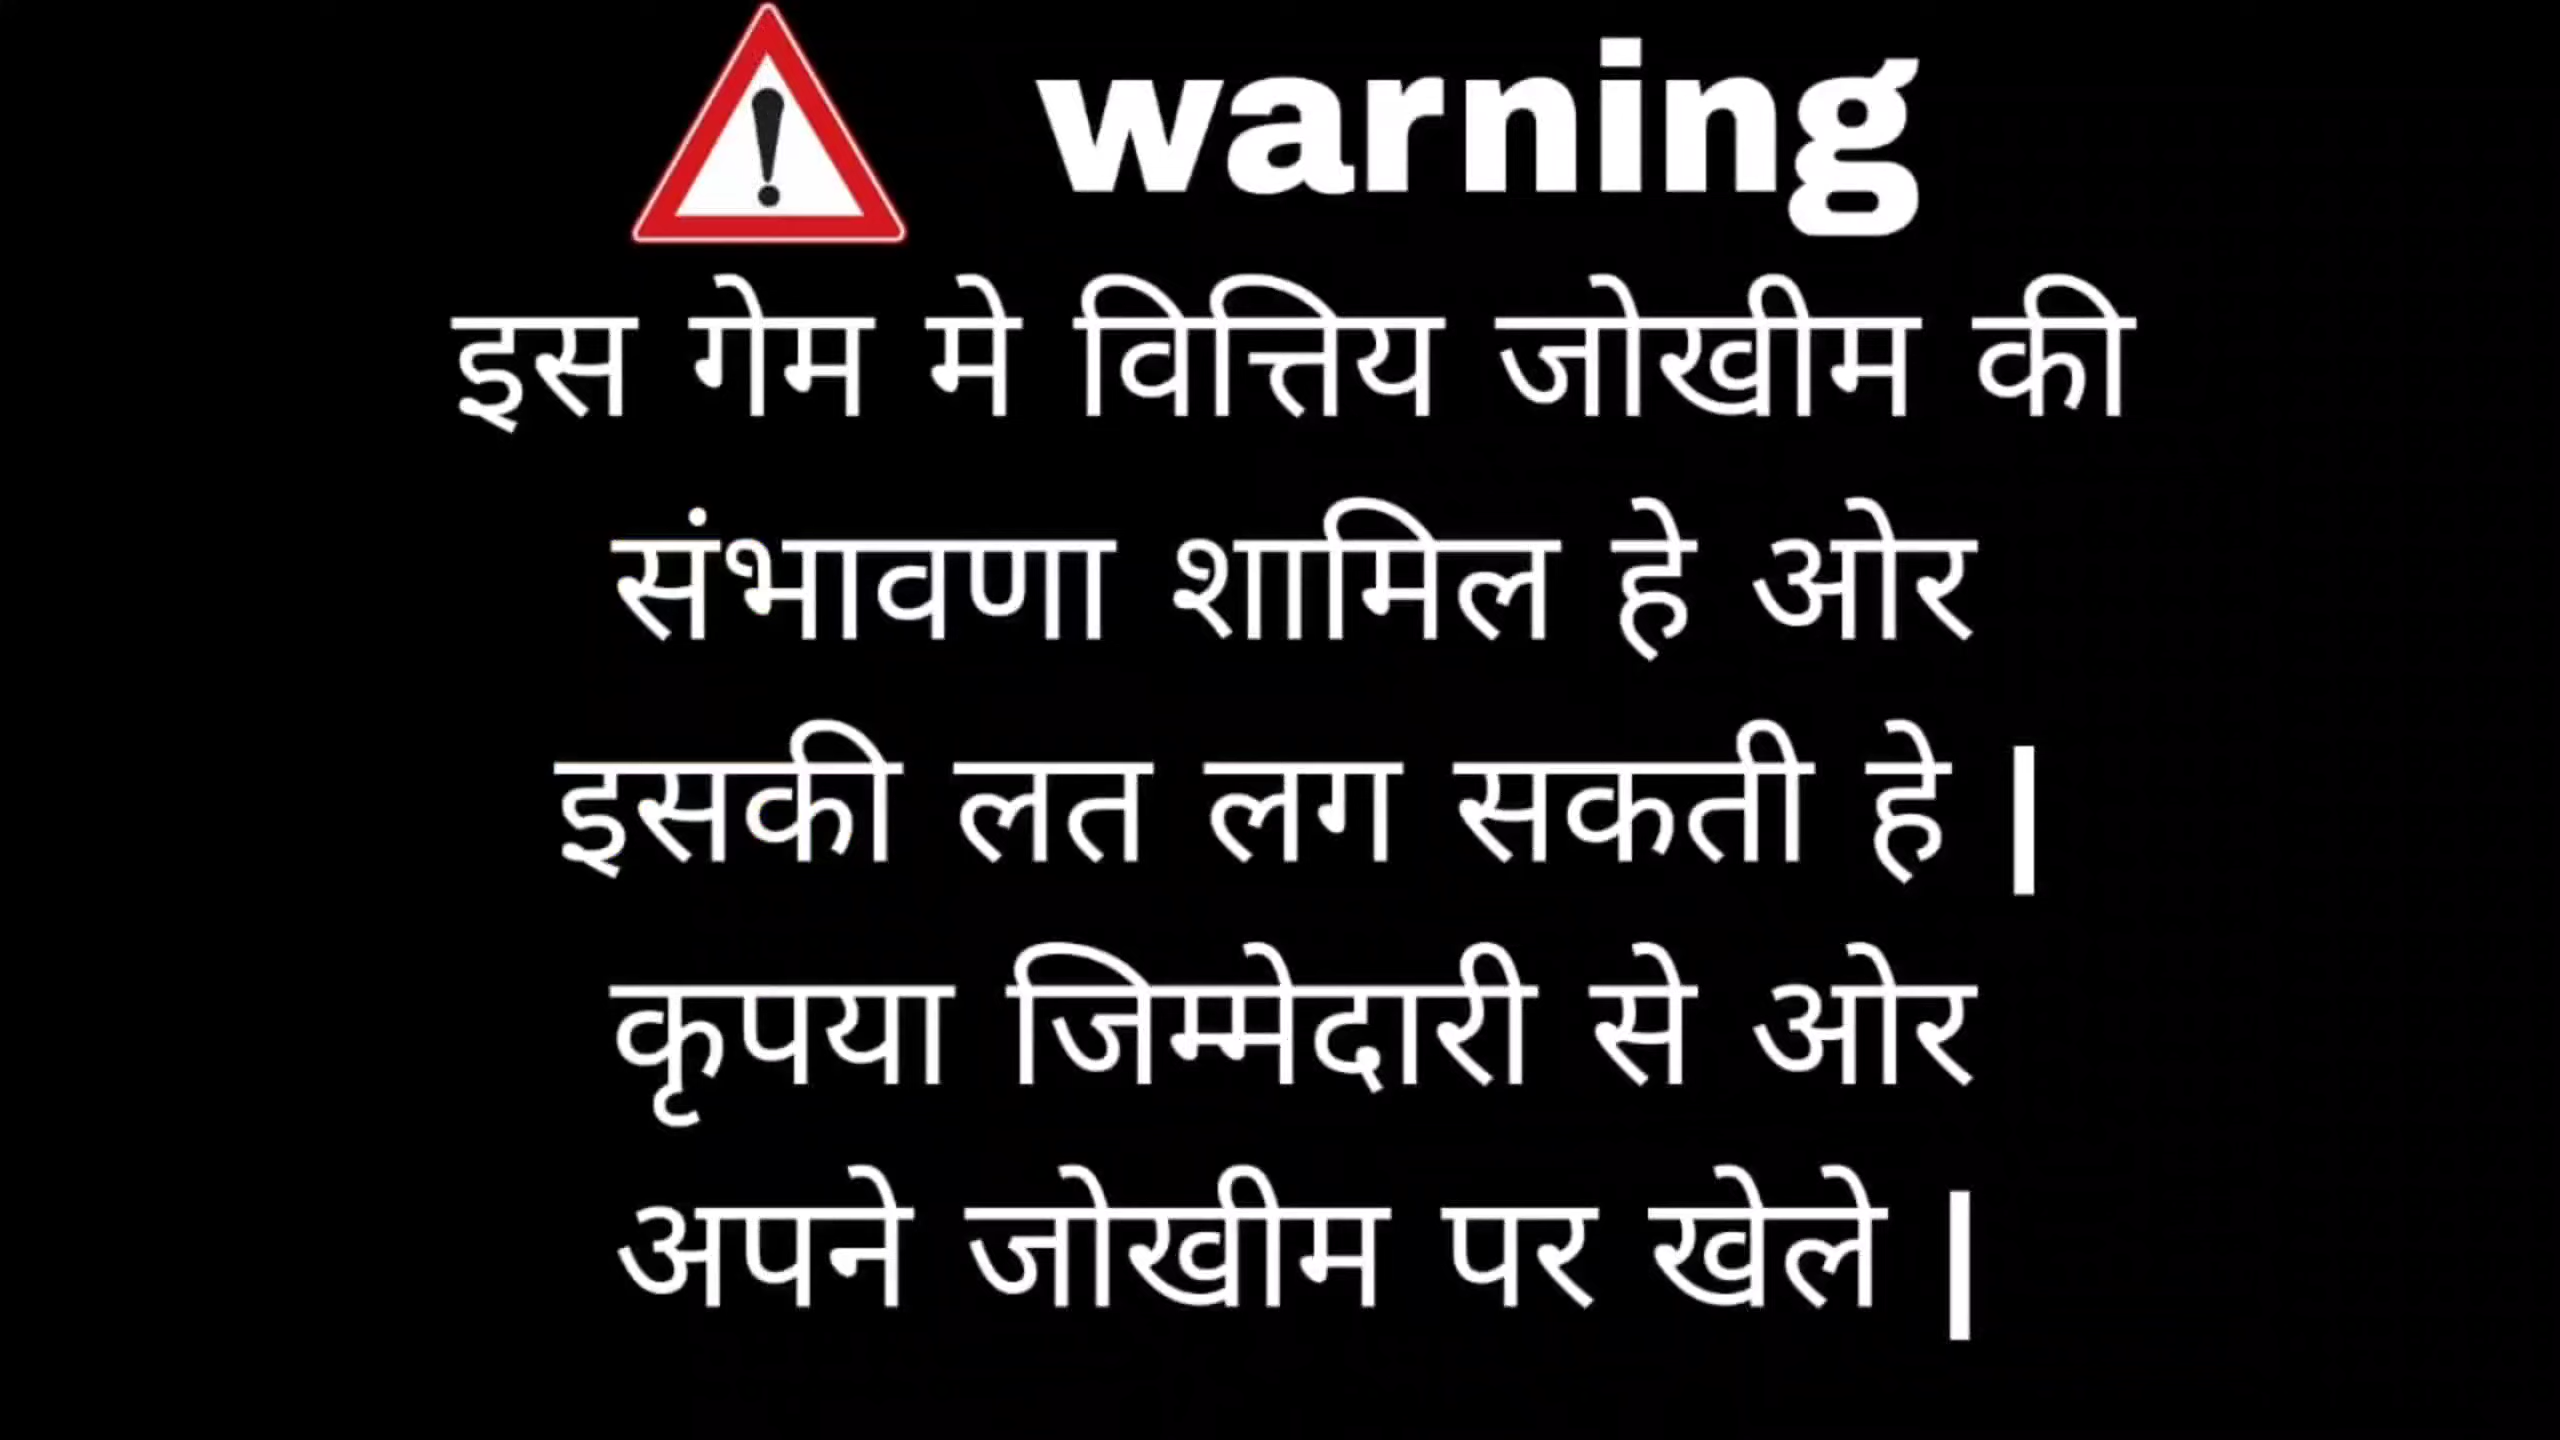 warning
इस गेम मे वित्तिय जोखीम की
संभावणा शामिल हे ओर
इसकी लत लग सकती हे |
कृपया जिम्मेदारी से ओर
अपने जोखीम पर खेले |